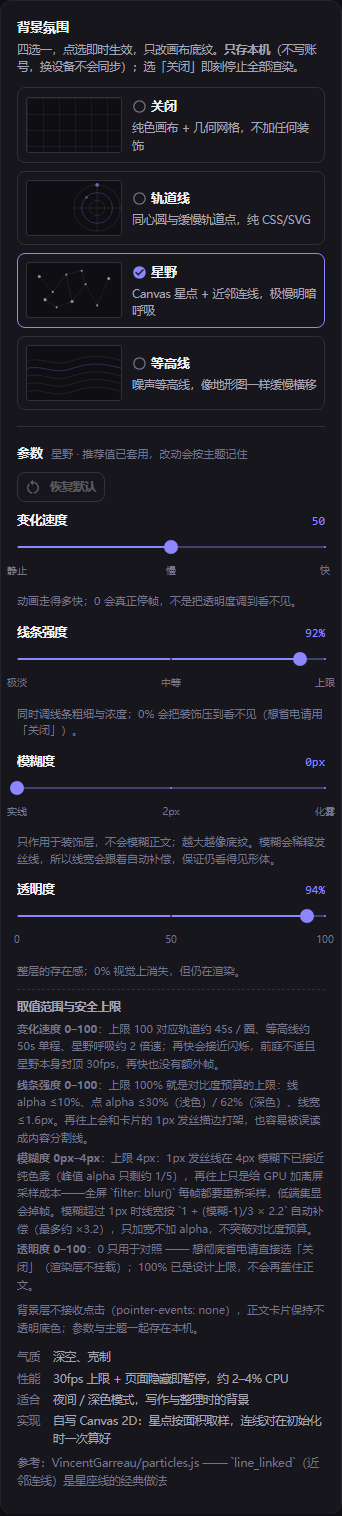 背景氛围
四选一，点选即时生效，只改画布底纹。只存本机（不写账
号，换设备不会同步）；选「关闭」即刻停止全部渲染。
关闭
纯色画布 + 几何网格，不加任何装
饰
轨道线
同心圆与缓慢轨道点，纯 CSS/SVG
星野
Canvas 星点 + 近邻连线，极慢明暗
呼吸
等高线
噪声等高线，像地形图一样缓慢横移
参数 星野 · 推荐值已套用，改动会按主题记住
恢复默认
变化速度 50
静止 慢 快
动画走得多快；0 会真正停帧，不是把透明度调到看不见。
线条强度 92%
极淡 中等 上限
同时调线条粗细与浓度；0% 会把装饰压到看不见（想省电请用
「关闭」）。
模糊度 0px
实线 2px 化雾
只作用于装饰层，不会模糊正文；越大越像底纹。模糊会稀释发
丝线，所以线宽会跟着自动补偿，保证仍看得见形体。
透明度 94%
0 50 100
整层的存在感；0% 视觉上消失，但仍在渲染。
取值范围与安全上限
变化速度 0–100：上限 100 对应轨道约 45s / 圈、等高线约
50s 单程、星野呼吸约 2 倍速；再快会接近闪烁，前庭不适且
星野本身封顶 30fps，再快也没有额外帧。
线条强度 0–100：上限 100% 就是对比度预算的上限：线
alpha ≤10%、点 alpha ≤30%（浅色）/ 62%（深色）、线宽
≤1.6px。再往上会和卡片的 1px 发丝描边打架，也容易被误读
成内容分割线。
模糊度 0px–4px：上限 4px：1px 发丝线在 4px 模糊下已接近
纯色雾（峰值 alpha 只剩约 1/5），再往上只是给 GPU 加离屏
采样成本——全屏 `filter: blur()` 每帧都要重新采样，低端集显
会掉帧。模糊超过 1px 时线宽按 `1 + (模糊-1)/3 × 2.2` 自动补
偿（最多约 ×3.2），只加宽不加 alpha，不突破对比度预算。
透明度 0–100：0 只用于对照 —— 想彻底省电请直接选「关
闭」（渲染层不挂载）；100% 已是设计上限，不会再盖住正
文。
背景层不接收点击（pointer-events: none），正文卡片保持不
透明底色；参数与主题一起存在本机。
气质 深空、克制
性能 30fps 上限 + 页面隐藏即暂停，约 2–4% CPU
适合 夜间 / 深色模式，写作与整理时的背景
实现 自写 Canvas 2D：星点按面积取样，连线对在初始化
时一次算好
参考：VincentGarreau/particles.js —— `line_linked`（近
邻连线）是星座线的经典做法